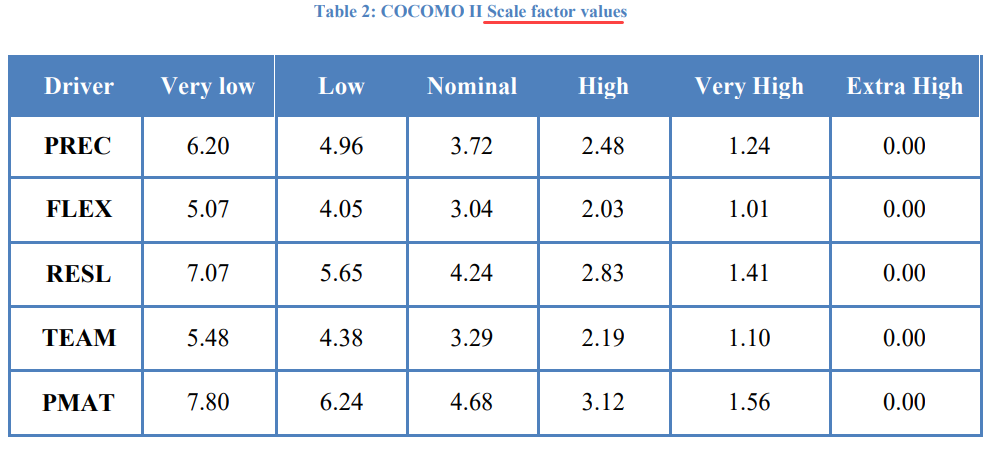 Table 2: COCOMO II Scale factor values
Driver Very low Low Nominal High Very High Extra High
PREC 6.20 4.96 3.72 2.48 1.24 0.00
FLEX 5.07 4.05 3.04 2.03 1.01 0.00
RESL 7.07 5.65 4.24 2.83 1.41 0.00
TEAM 5.48 4.38 3.29 2.19 1.10 0.00
PMAT 7.80 6.24 4.68 3.12 1.56 0.00